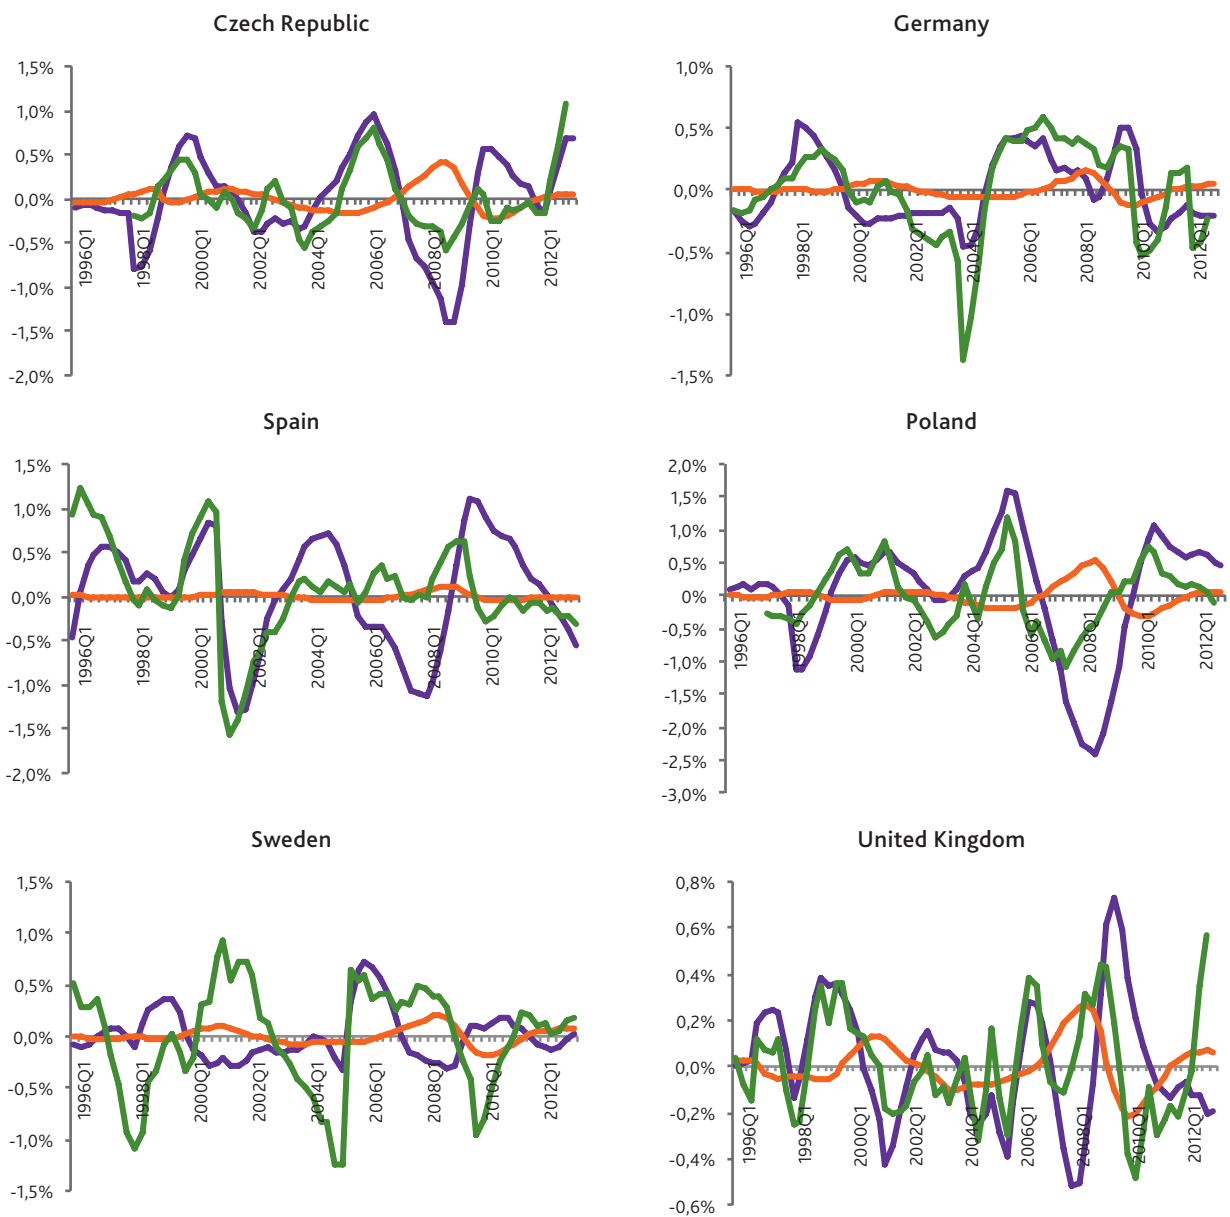 Czech Republic
1,5%
1,0%
0,5%
0,0%
-0,5%
-1,0%
-1,5%
-2,0%
1996Q1
1998Q1
2000Q1
2002Q1
2004Q1
2006Q1
2008Q1
2010Q1
2012Q1
Germany
1,0%
0,5%
0,0%
-0,5%
-1,0%
-1,5%
1996Q1
1998Q1
2000Q1
2002Q1
2004Q1
2006Q1
2008Q1
2010Q1
2012Q1
Spain
1,5%
1,0%
0,5%
0,0%
-0,5%
-1,0%
-1,5%
-2,0%
1996Q1
1998Q1
2000Q1
2002Q1
2004Q1
2006Q1
2008Q1
2010Q1
2012Q1
Poland
2,0%
1,5%
1,0%
0,5%
0%
-0,5%
-1,0%
-1,5%
-2,0%
-2,5%
-3,0%
1996Q1
1998Q1
2000Q1
2002Q1
2004Q1
2006Q1
2008Q1
2010Q1
2012Q1
Sweden
1,5%
1,0%
0,5%
0,0%
-0,5%
-1,0%
-1,5%
1996Q1
1998Q1
2000Q1
2002Q1
2004Q1
2006Q1
2008Q1
2010Q1
2012Q1
United Kingdom
0,8%
0,6%
0,4%
0,2%
0,0%
-0,2%
-0,4%
-0,6%
1996Q1
1998Q1
2000Q1
2002Q1
2004Q1
2006Q1
2008Q1
2010Q1
2012Q1